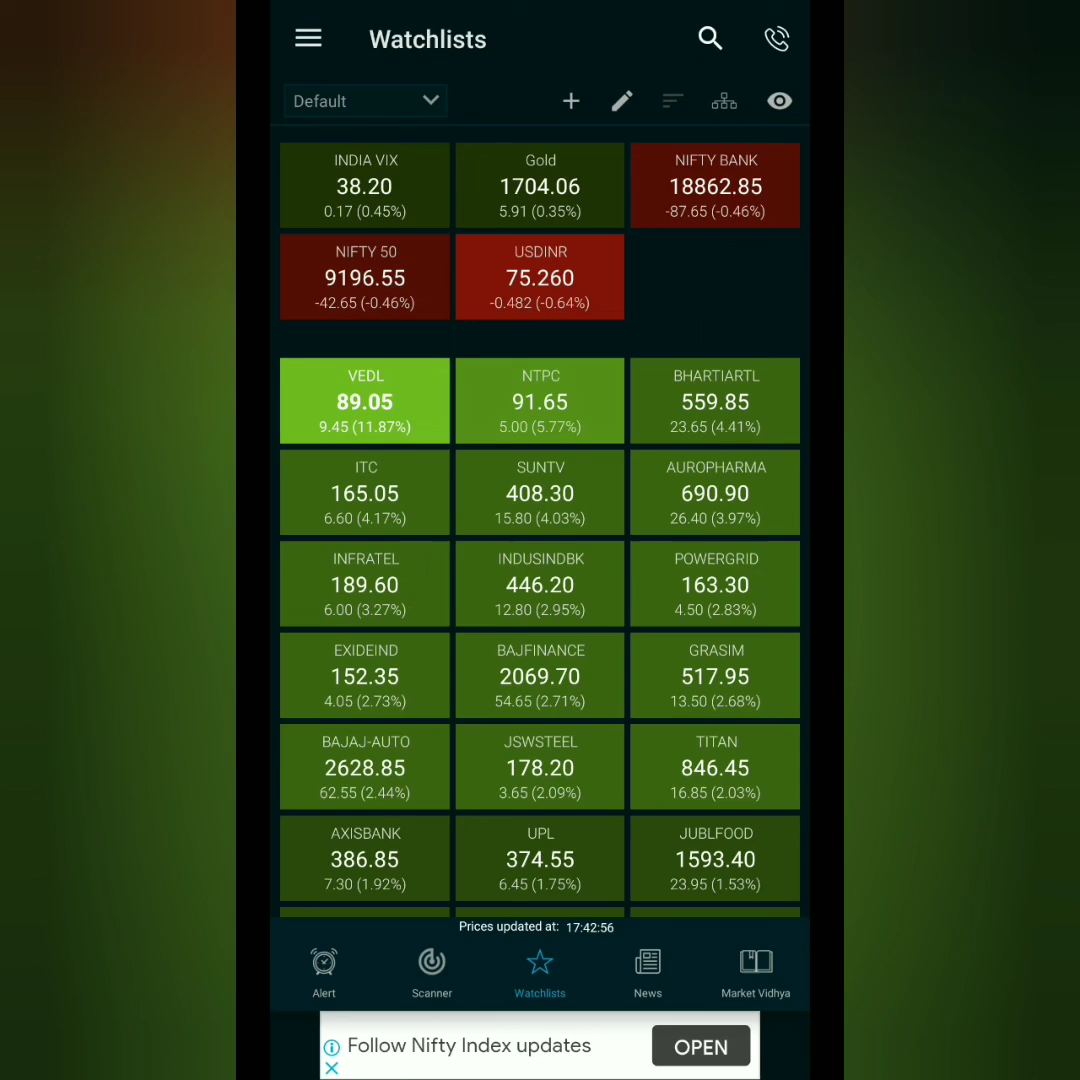 Watchlists
Default
INDIA VIX
38.20
0.17 (0.45%)
Gold
1704.06
5.91 (0.35%)
NIFTY BANK
18862.85
-87.65 (-0.46%)
NIFTY 50
9196.55
-42.65 (-0.46%)
USDINR
75.260
-0.482 (-0.64%)
VEDL
89.05
9.45 (11.87%)
NTPC
91.65
5.00 (5.77%)
BHARTIARTL
559.85
23.65 (4.41%)
ITC
165.05
6.60 (4.17%)
SUNTV
408.30
15.80 (4.03%)
AUROPHARMA
690.90
26.40 (3.97%)
INFRATEL
189.60
6.00 (3.27%)
INDUSINDBK
446.20
12.80 (2.95%)
POWERGRID
163.30
4.50 (2.83%)
EXIDEIND
152.35
4.05 (2.73%)
BAJFINANCE
2069.70
54.65 (2.71%)
GRASIM
517.95
13.50 (2.68%)
BAJAJ-AUTO
2628.85
62.55 (2.44%)
JSWSTEEL
178.20
3.65 (2.09%)
TITAN
846.45
16.85 (2.03%)
AXISBANK
386.85
7.30 (1.92%)
UPL
374.55
6.45 (1.75%)
JUBLFOOD
1593.40
23.95 (1.53%)
Prices updated at: 17:42:56
Alert
Scanner
Watchlists
News
Market Vidhya
Follow Nifty Index updates
OPEN